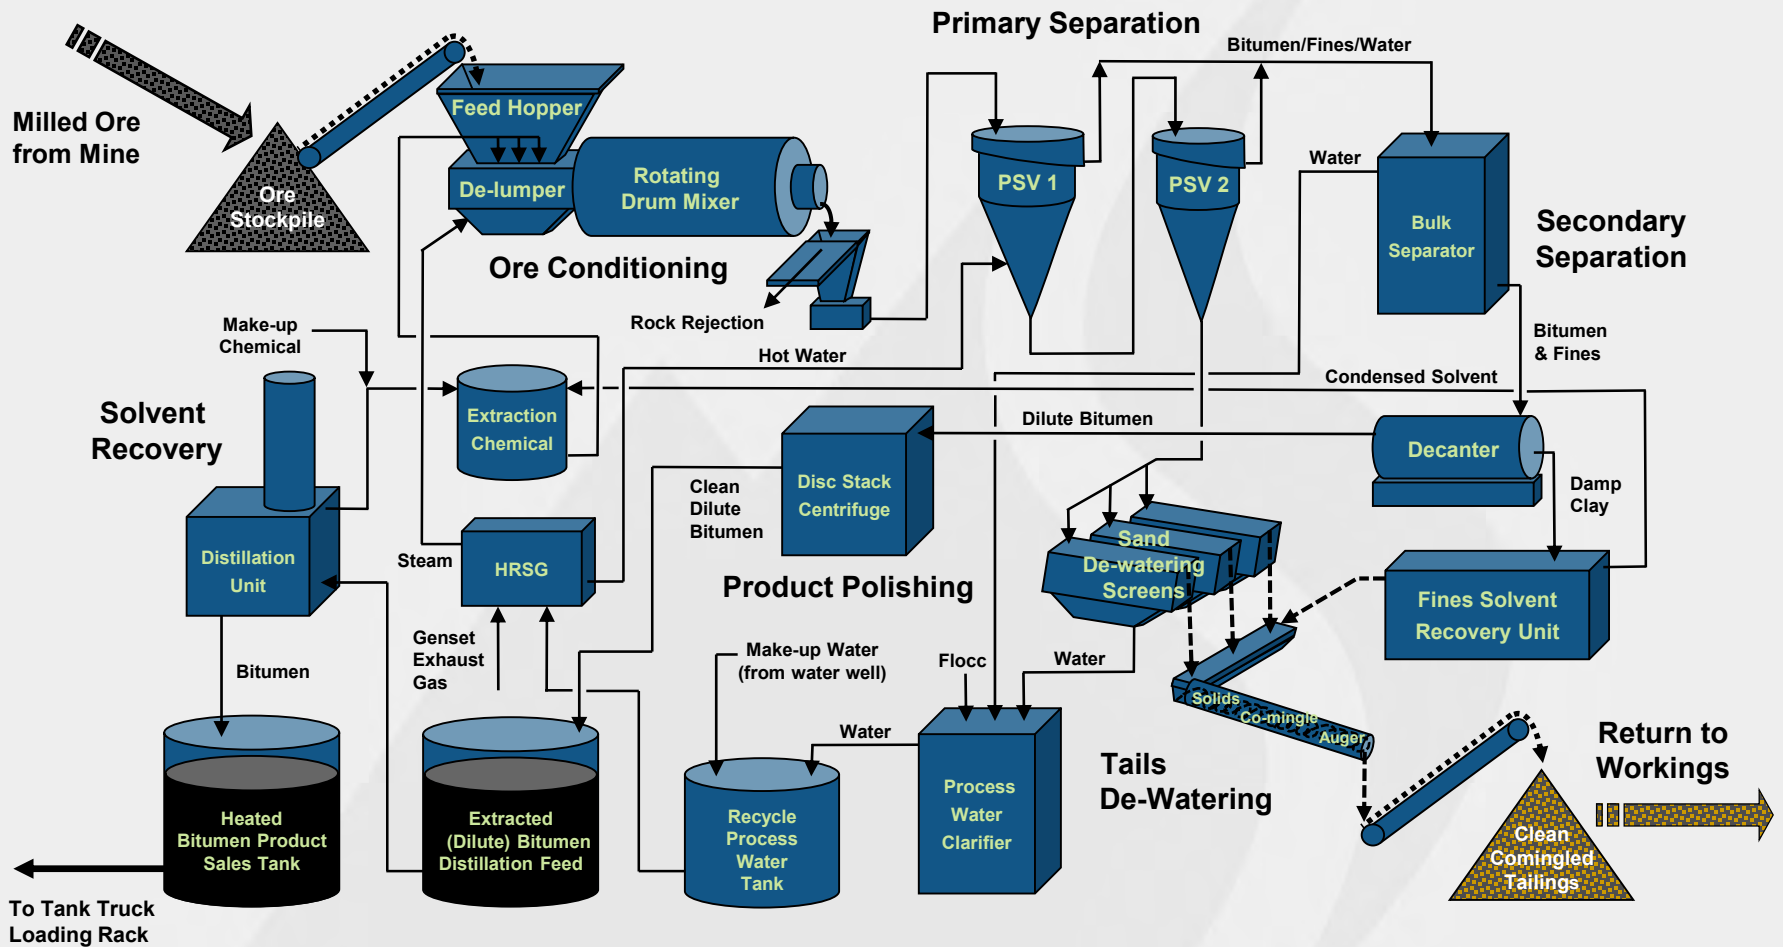 Primary Separation
Bitumen/Fines/Water
Milled Ore
from Mine
Feed Hopper
De-lumper
Rotating
Drum Mixer
Ore
Stockpile
PSV 1
PSV 2
Water
Bulk
Separator
Secondary
Separation
Ore Conditioning
Rock Rejection
Make-up
Chemical
Hot Water
Bitumen
& Fines
Condensed Solvent
Solvent
Recovery
Extraction
Chemical
Dilute Bitumen
Decanter
Clean
Dilute
Bitumen
Disc Stack
Centrifuge
Damp
Clay
Distillation
Unit
Steam
HRSG
Sand
De-watering
Screens
Product Polishing
Fines Solvent
Recovery Unit
Genset
Exhaust
Gas
Make-up Water
(from water well)
Flocc
Water
Bitumen
Solids
Co-mingle
Auger
Water
Return to
Workings
Tails
De-Watering
Process
Water
Clarifier
Heated
Bitumen Product
Sales Tank
Extracted
(Dilute) Bitumen
Distillation Feed
Recycle
Process
Water
Tank
Clean
Comingled
Tailings
To Tank Truck
Loading Rack